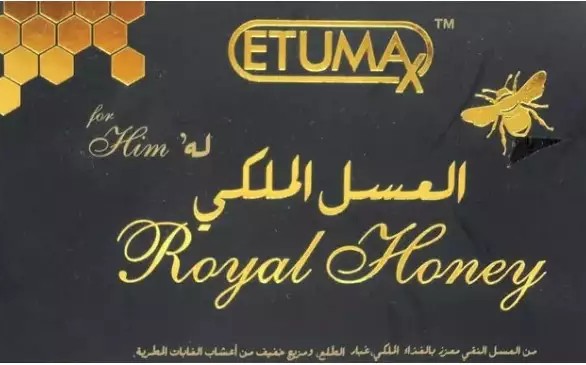 ETUMAX™
for
Him له
العسل الملكي
Royal Honey
من العسل النقي معزز بالغذاء الملكي، غبار الطلع، ومزيج خفيف من أعشاب الغابات المطرية.